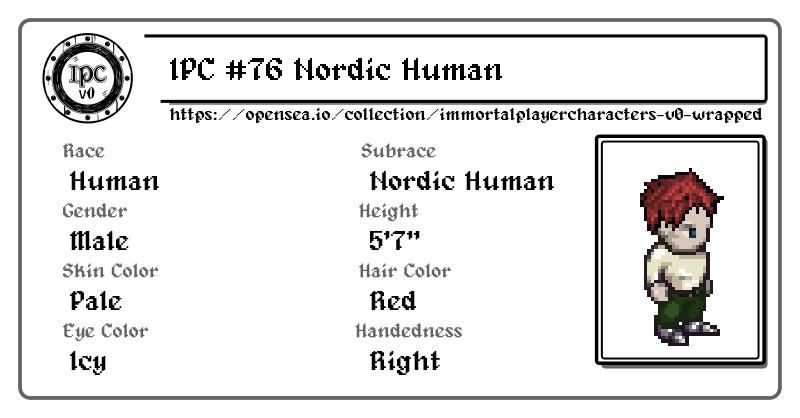 IPC
v0
IPC #76 Nordic Human
https://opensea.io/collection/immortalplayercharacters-v0-wrapped
Race
Human
Subrace
Nordic Human
Gender
Male
Height
5'7"
Skin Color
Pale
Hair Color
Red
Eye Color
Icy
Handedness
Right